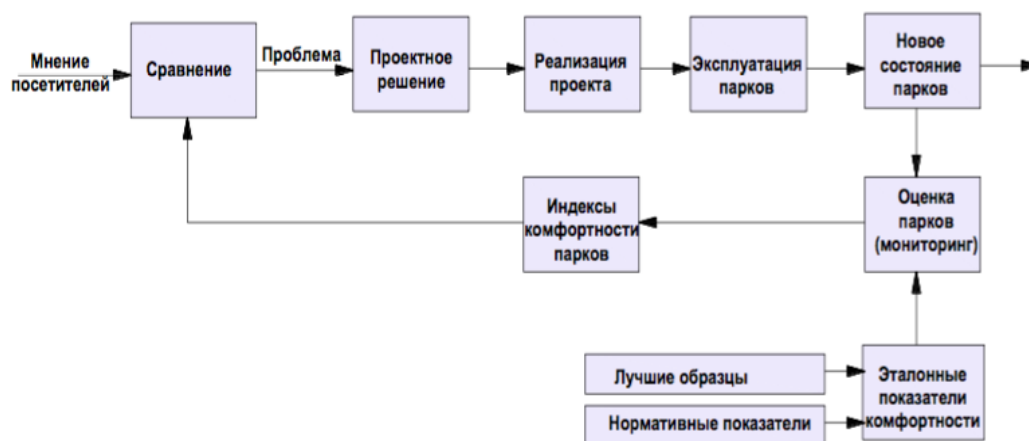 Мнение
посетителей
Сравнение
Проблема
Проектное
решение
Реализация
проекта
Эксплуатация
парков
Новое
состояние
парков
Индексы
комфортности
парков
Оценка
парков
(мониторинг)
Лучшие образцы
Нормативные показатели
Эталонные
показатели
комфортности